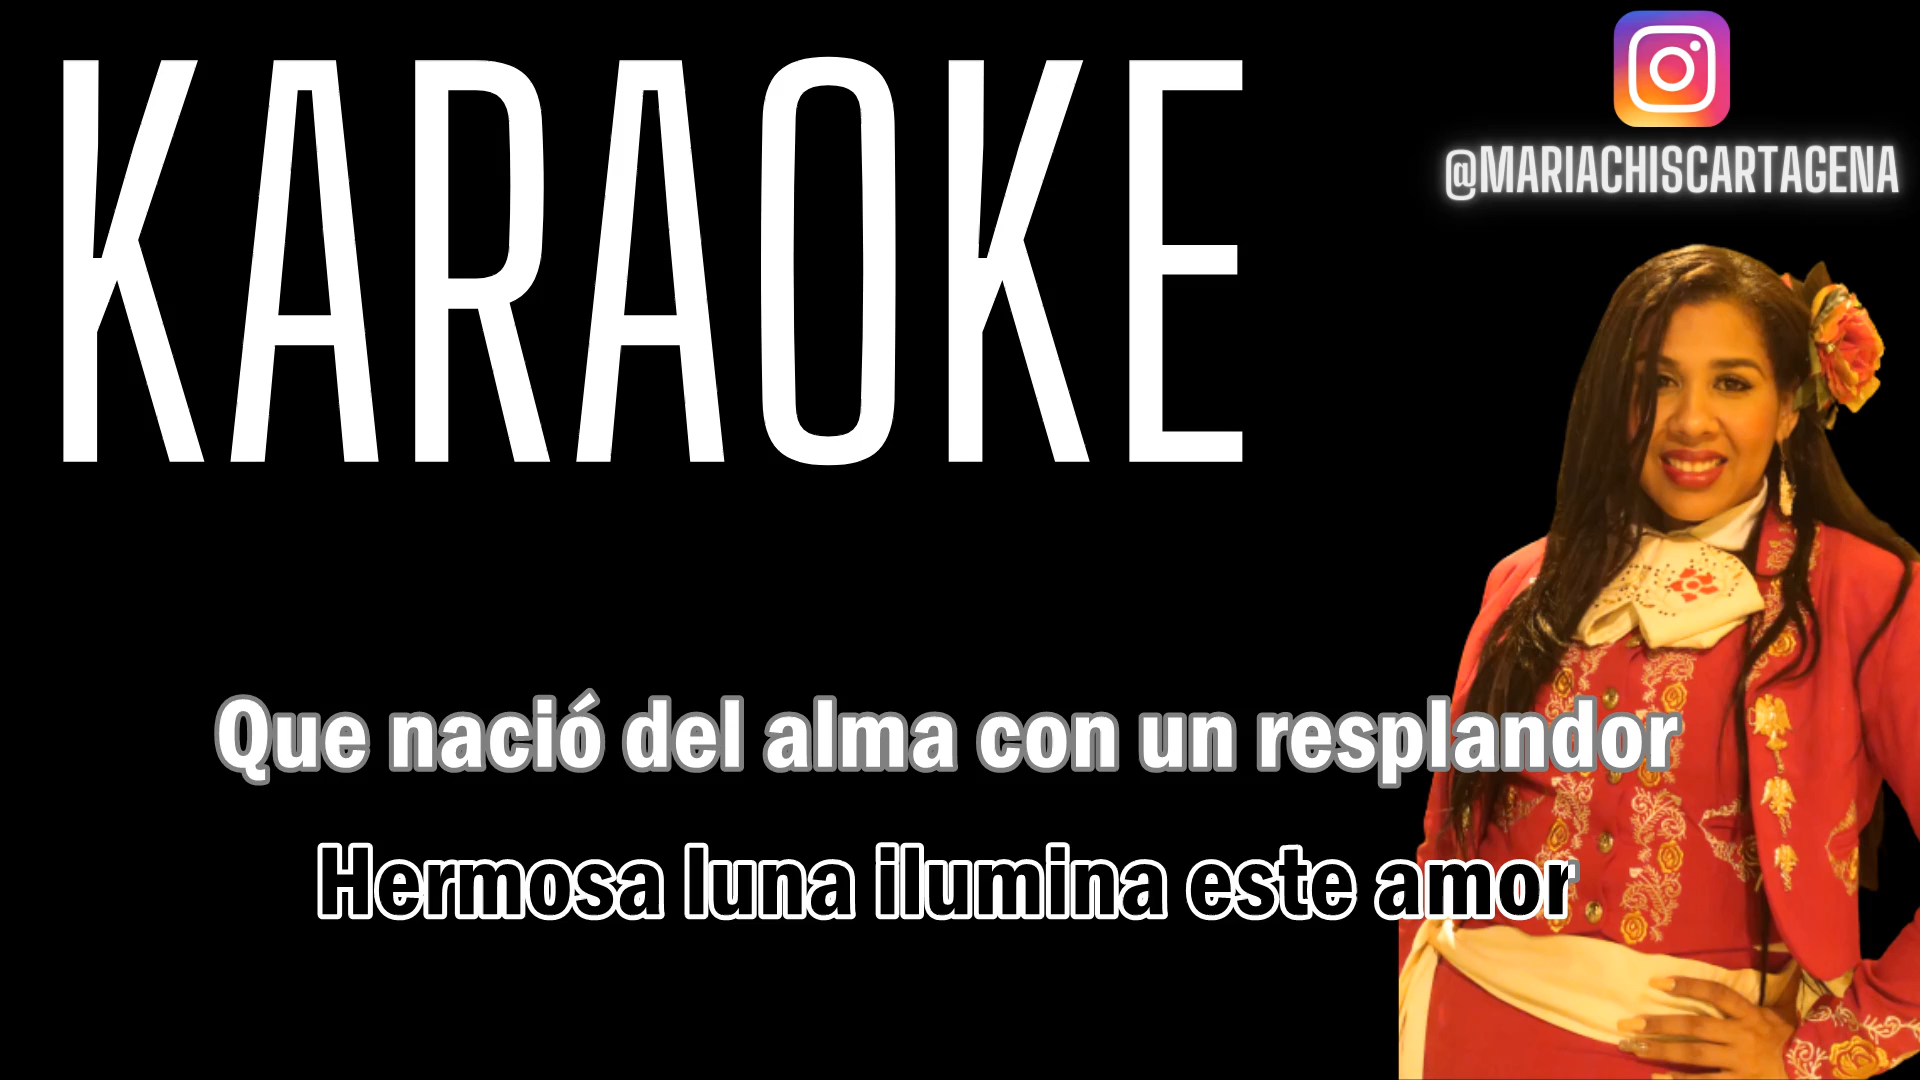 KARAOKE
@MARIACHISCARTAGENA
Que nació del alma con un resplandor
Hermosa luna ilumina este amor